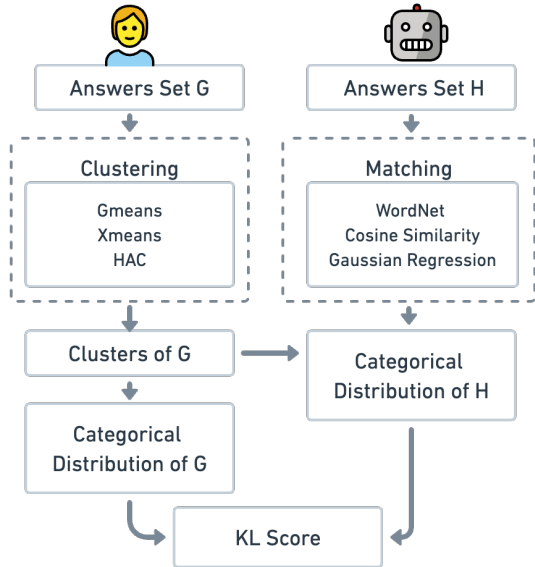 Answers Set G
Answers Set H
Clustering
Gmeans
Xmeans
HAC
Matching
WordNet
Cosine Similarity
Gaussian Regression
Clusters of G
Categorical
Distribution of H
Categorical
Distribution of G
KL Score